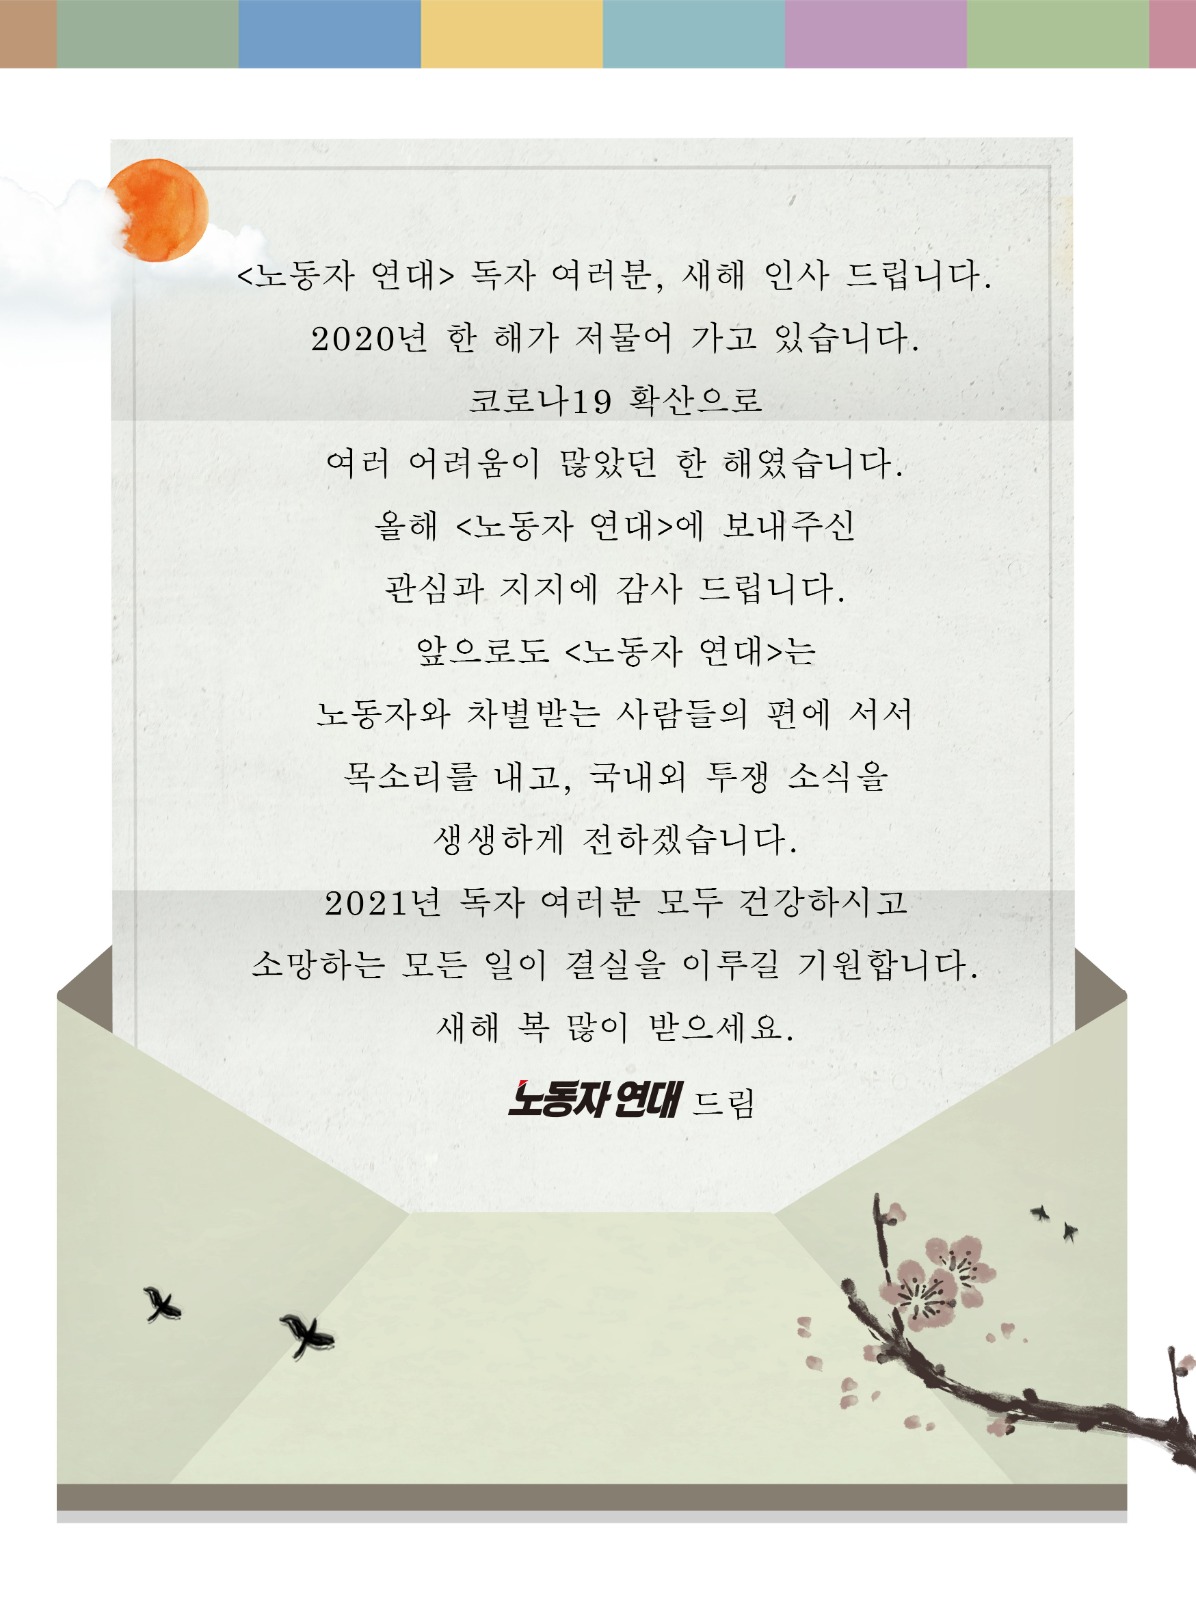 <노동자 연대> 독자 여러분, 새해 인사 드립니다.
2020년 한 해가 저물어 가고 있습니다.
코로나19 확산으로
여러 어려움이 많았던 한 해였습니다.
올해 <노동자 연대>에 보내주신
관심과 지지에 감사 드립니다.
앞으로도 <노동자 연대>는
노동자와 차별받는 사람들의 편에 서서
목소리를 내고, 국내외 투쟁 소식을
생생하게 전하겠습니다.
2021년 독자 여러분 모두 건강하시고
소망하는 모든 일이 결실을 이루길 기원합니다.
새해 복 많이 받으세요.
노동자 연대 드림